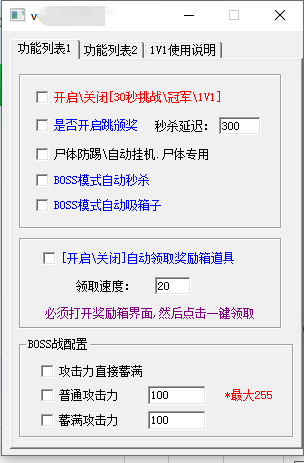 v
功能列表1 功能列表2 1V1使用说明
开启\关闭[30秒挑战\冠军\1V1]
是否开启跳颁奖 秒杀延迟: 300
尸体防踢\自动挂机.尸体专用
BOSS模式自动秒杀
BOSS模式自动吸箱子
[开启\关闭]自动领取奖励箱道具
领取速度: 20
必须打开奖励箱界面,然后点击一键领取
BOSS战配置
攻击力直接蓄满
普通攻击力 100 *最大255
蓄满攻击力 100